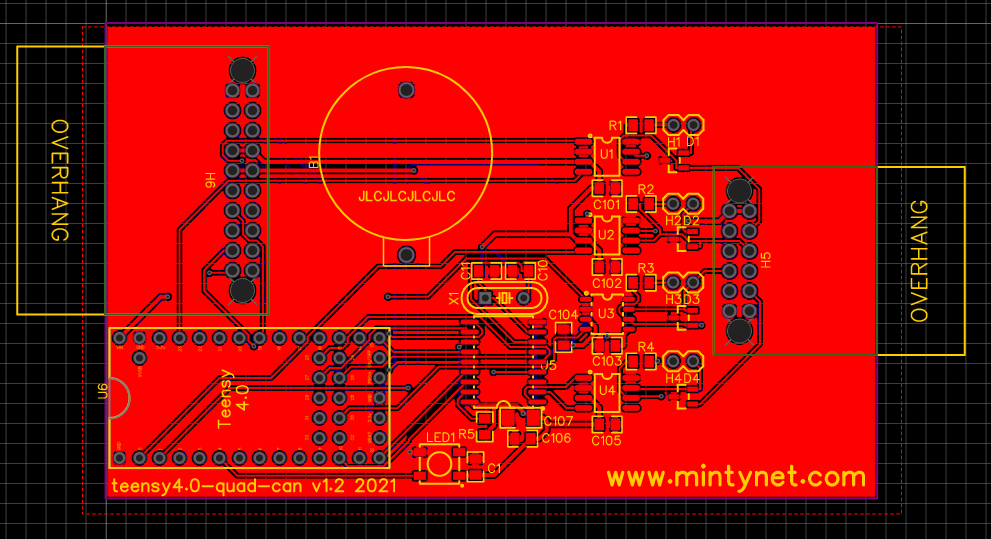 OVERHANG
H6
B1
JLCJLCJLCJLC
R1
H1
D1
U1
C101
R2
H2
D2
U2
C102
R3
H3
D3
U3
C103
R4
H4
D4
U4
C105
H5
OVERHANG
C11
C10
X1
C104
U5
C107
C106
R5
LED1
C1
U6
Teensy
4.0
teensy4.0-quad-can v1.2 2021
www.mintynet.com